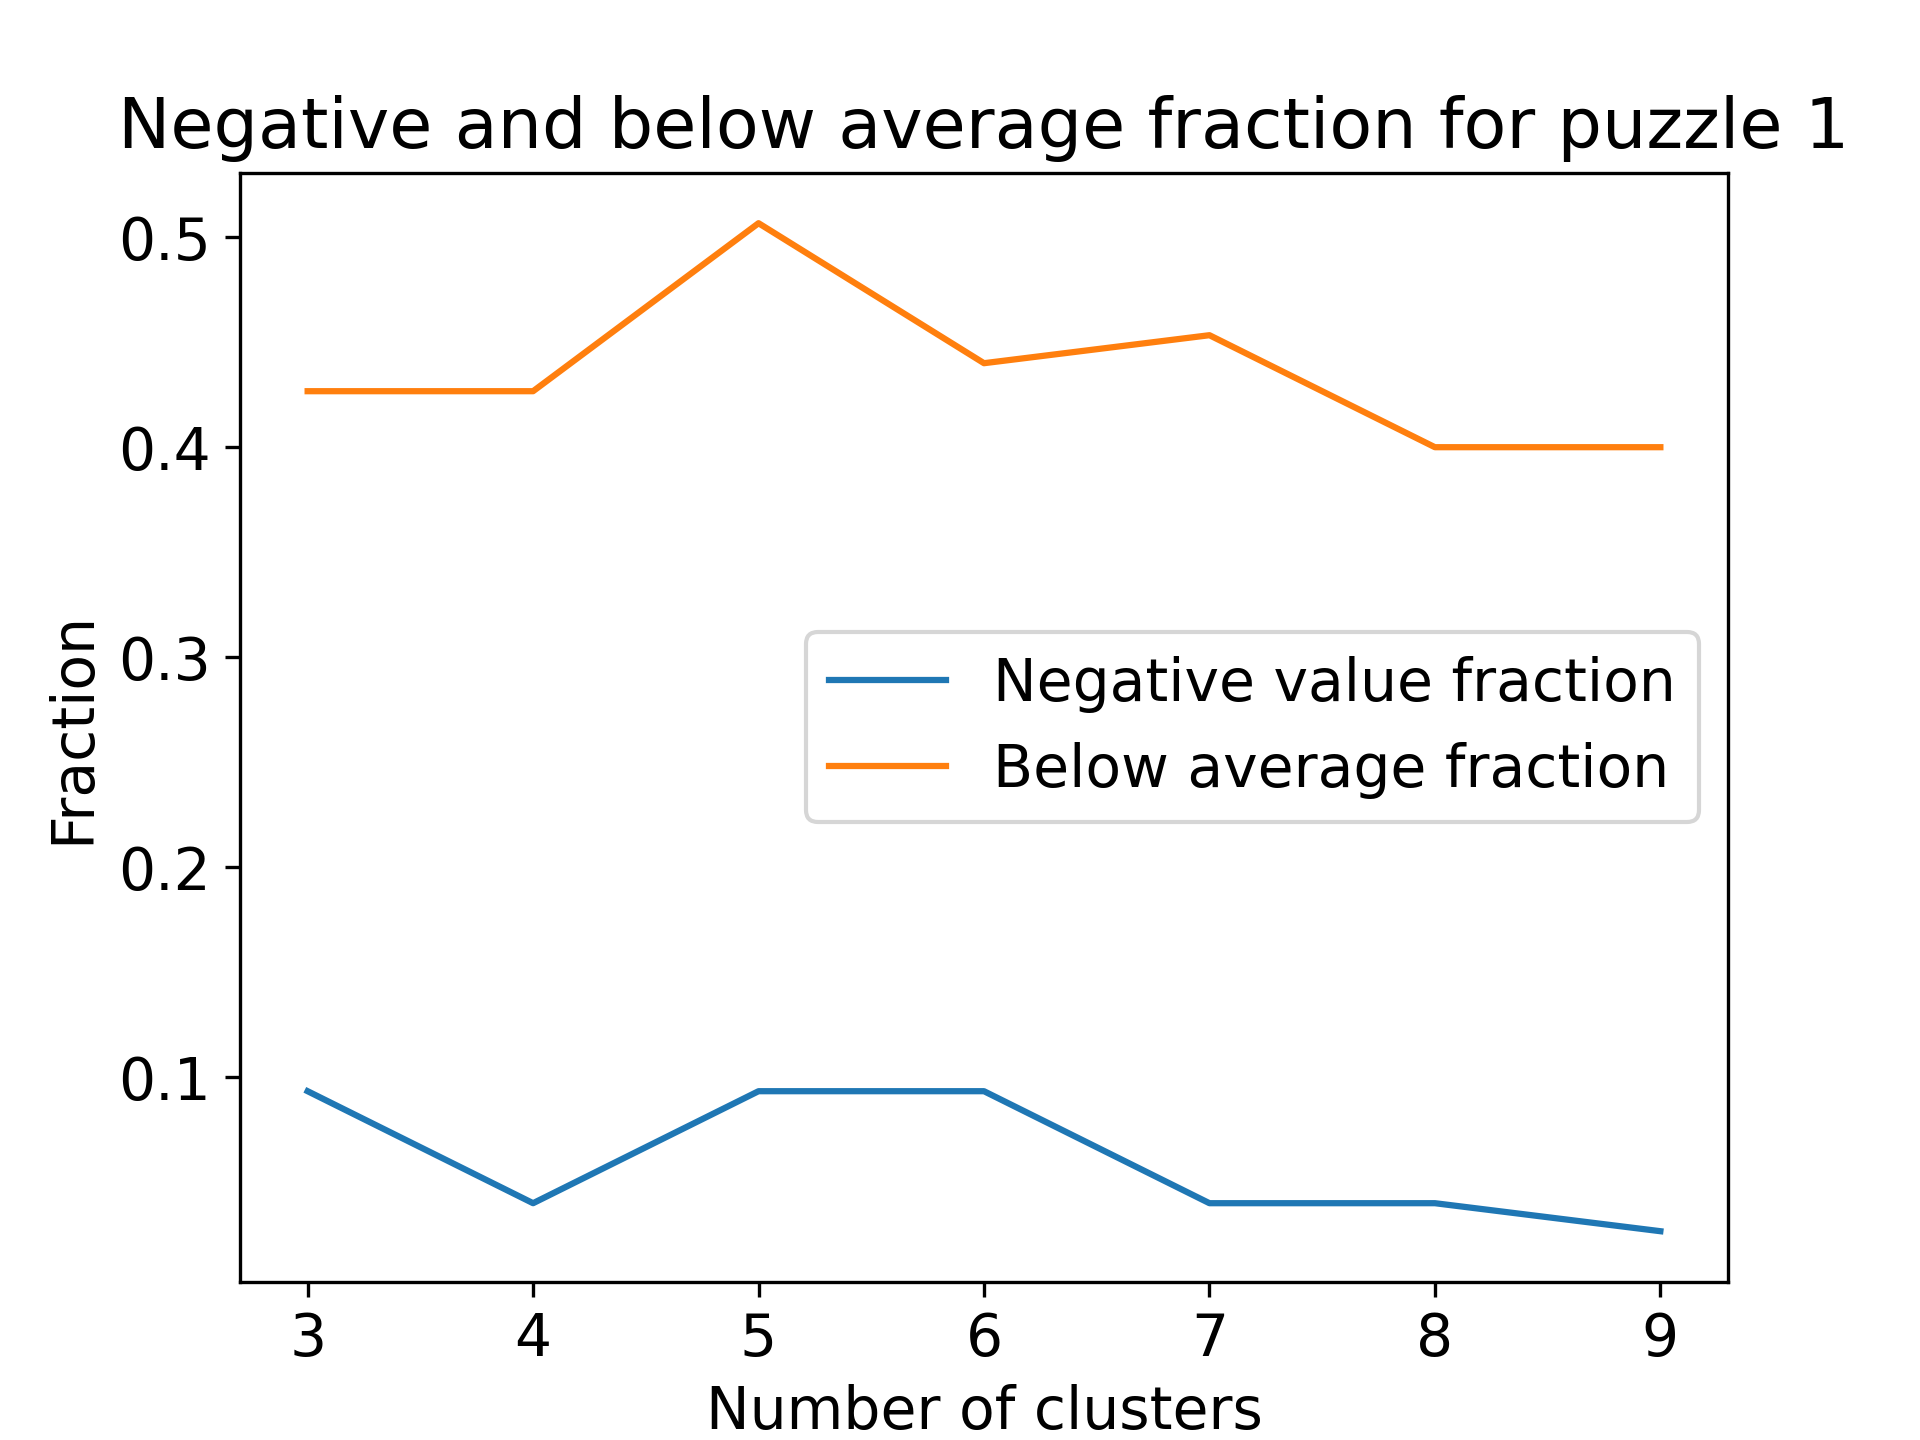 Negative and below average fraction for puzzle 1
0.5
0.4
0.3
0.2
0.1
Fraction
Negative value fraction
Below average fraction
3 4 5 6 7 8 9
Number of clusters